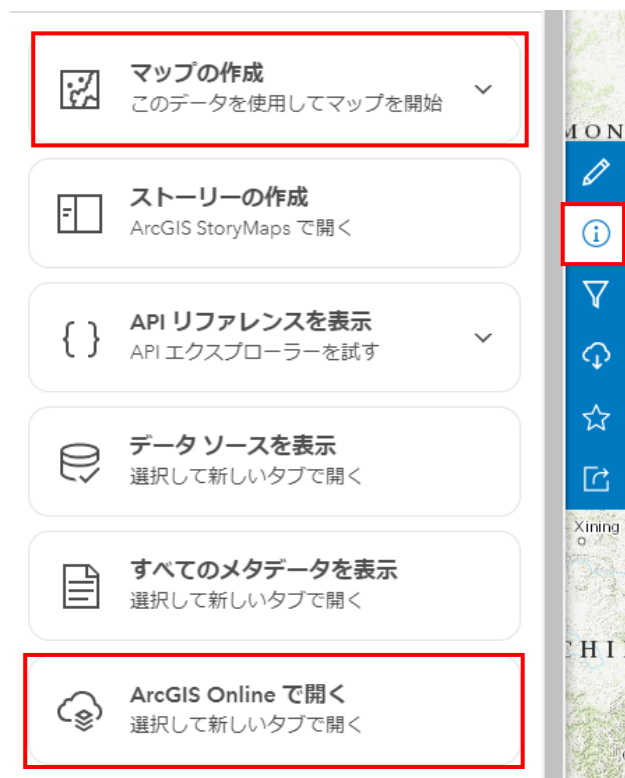 マップの作成
このデータを使用してマップを開始
ストーリーの作成
ArcGIS StoryMaps で開く
API リファレンスを表示
API エクスプローラーを試す
データ ソースを表示
選択して新しいタブで開く
すべてのメタデータを表示
選択して新しいタブで開く
ArcGIS Online で開く
選択して新しいタブで開く
MON
Xining
CHI